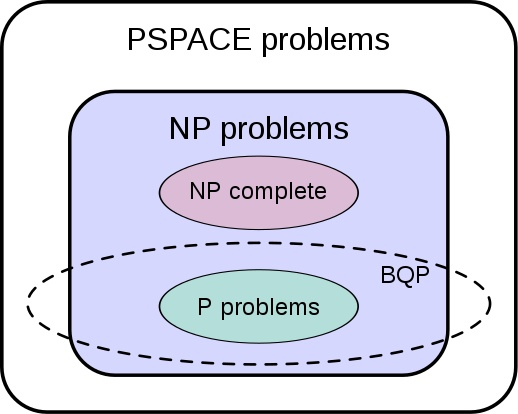 PSPACE problems
NP problems
NP complete
BQP
P problems